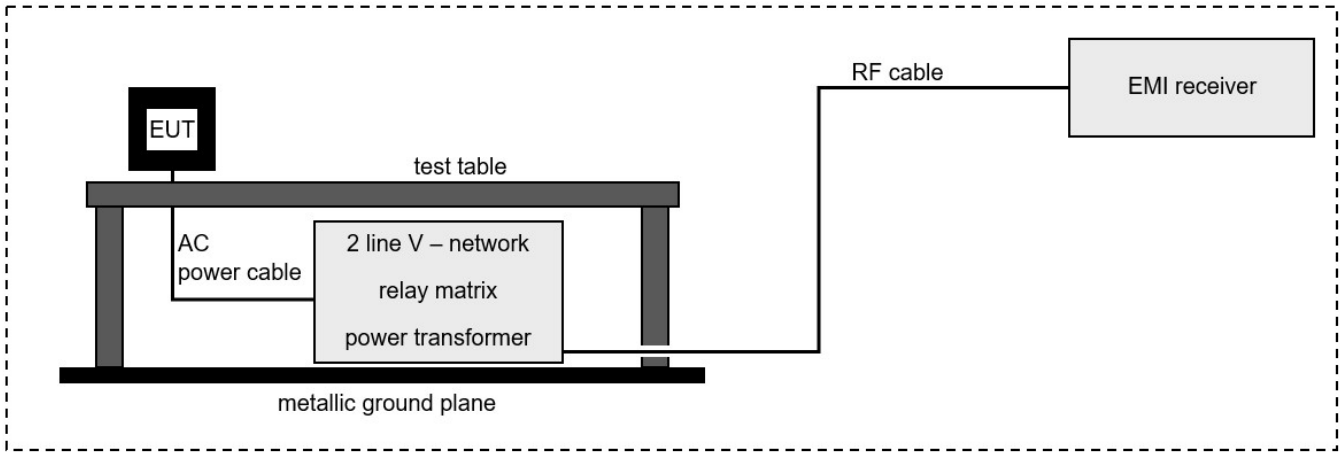 RF cable
EMI receiver
EUT
test table
AC
power cable
2 line V – network
relay matrix
power transformer
metallic ground plane